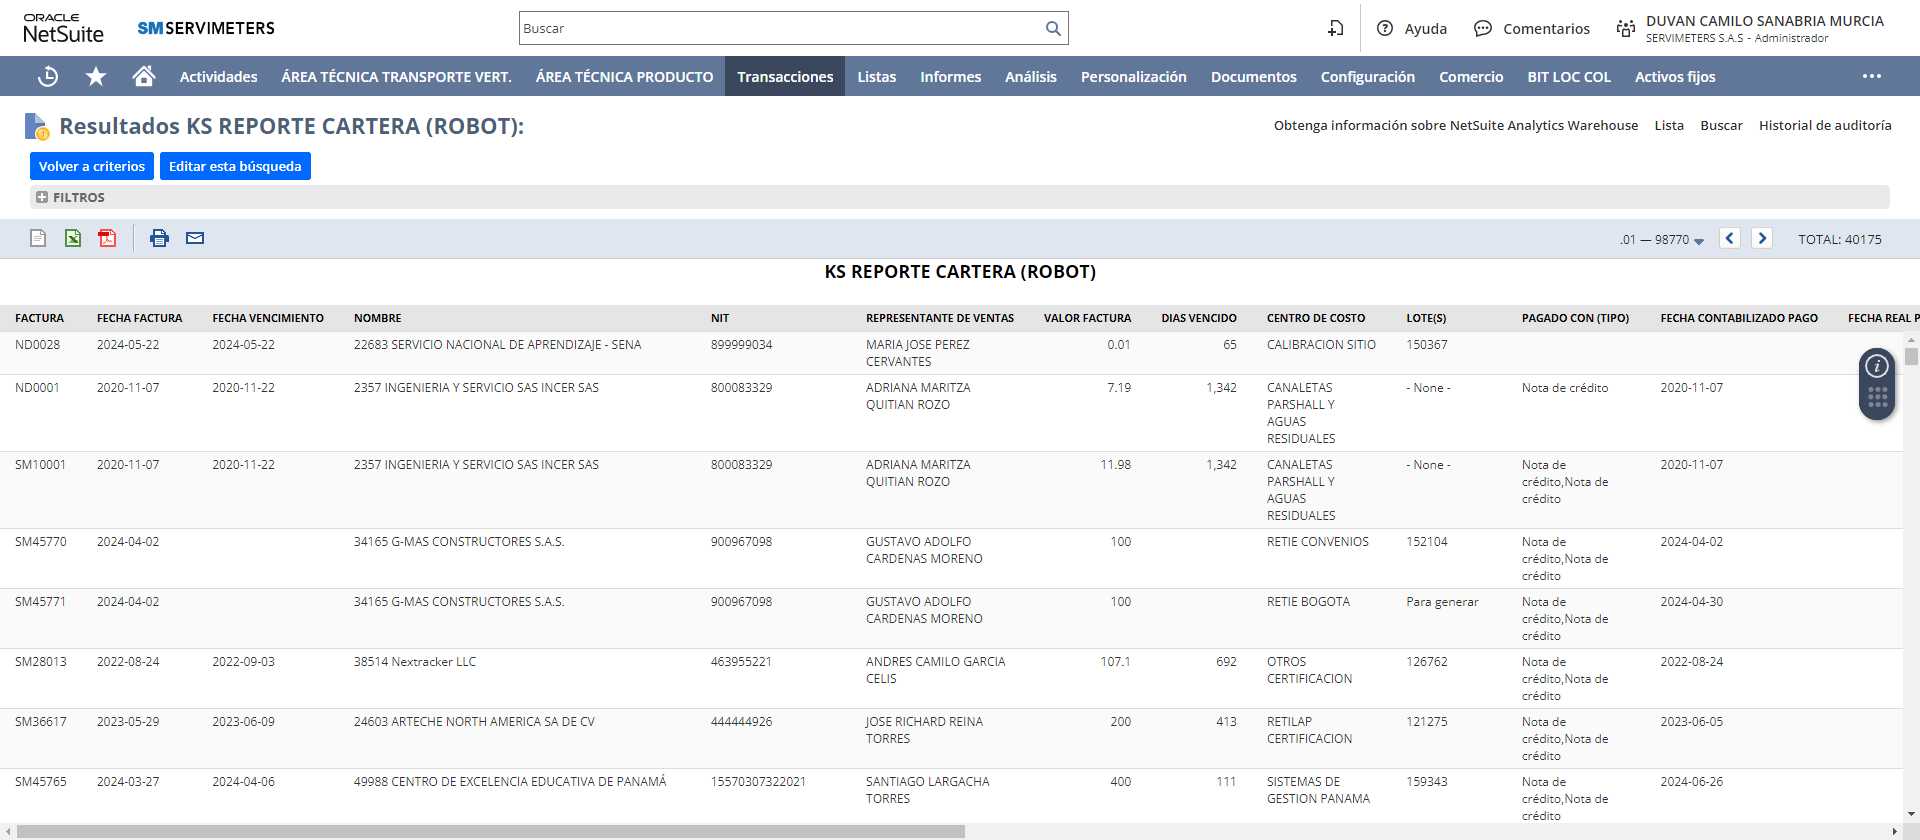 ORACLE
NetSuite
SM SERVIMETERS
Buscar
Ayuda
Comentarios
DUVAN CAMILO SANABRIA MURCIA
SERVIMETERS S.A.S - Administrador
Actividades ÁREA TÉCNICA TRANSPORTE VERT. ÁREA TÉCNICA PRODUCTO Transacciones Listas Informes Análisis Personalización Documentos Configuración Comercio BIT LOC COL Activos fijos
Resultados KS REPORTE CARTERA (ROBOT):
Obtenga información sobre NetSuite Analytics Warehouse Lista Buscar Historial de auditoría
Volver a criterios Editar esta búsqueda
FILTROS
.01 — 98770 TOTAL: 40175
KS REPORTE CARTERA (ROBOT)
FACTURA FECHA FACTURA FECHA VENCIMIENTO NOMBRE NIT REPRESENTANTE DE VENTAS VALOR FACTURA DIAS VENCIDO CENTRO DE COSTO LOTE(S) PAGADO CON (TIPO) FECHA CONTABILIZADO PAGO FECHA REAL P
ND0028 2024-05-22 2024-05-22 22683 SERVICIO NACIONAL DE APRENDIZAJE - SENA 899999034 MARIA JOSE PEREZ 0.01 65 CALIBRACION SITIO 150367
CERVANTES
ND0001 2020-11-07 2020-11-22 2357 INGENIERIA Y SERVICIO SAS INCER SAS 800083329 ADRIANA MARITZA 7.19 1,342 CANALETAS - None - Nota de crédito 2020-11-07
QUITIAN ROZO PARSHALL Y
AGUAS
RESIDUALES
SM10001 2020-11-07 2020-11-22 2357 INGENIERIA Y SERVICIO SAS INCER SAS 800083329 ADRIANA MARITZA 11.98 1,342 CANALETAS - None - Nota de 2020-11-07
QUITIAN ROZO PARSHALL Y crédito,Nota de
AGUAS crédito
RESIDUALES
SM45770 2024-04-02 34165 G-MAS CONSTRUCTORES S.A.S. 900967098 GUSTAVO ADOLFO 100 RETIE CONVENIOS 152104 Nota de 2024-04-02
CARDENAS MORENO crédito,Nota de
crédito
SM45771 2024-04-02 34165 G-MAS CONSTRUCTORES S.A.S. 900967098 GUSTAVO ADOLFO 100 RETIE BOGOTA Para generar Nota de 2024-04-30
CARDENAS MORENO crédito,Nota de
crédito
SM28013 2022-08-24 2022-09-03 38514 Nextracker LLC 463955221 ANDRES CAMILO GARCIA 107.1 692 OTROS 126762 Nota de 2022-08-24
CELIS CERTIFICACION crédito,Nota de
crédito
SM36617 2023-05-29 2023-06-09 24603 ARTECHE NORTH AMERICA SA DE CV 444444926 JOSE RICHARD REINA 200 413 RETILAP 121275 Nota de 2023-06-05
TORRES CERTIFICACION crédito,Nota de
crédito
SM45765 2024-03-27 2024-04-06 49988 CENTRO DE EXCELENCIA EDUCATIVA DE PANAMÁ 15570307322021 SANTIAGO LARGACHA 400 111 SISTEMAS DE 159343 Nota de 2024-06-26
TORRES GESTION PANAMA crédito,Nota de
crédito